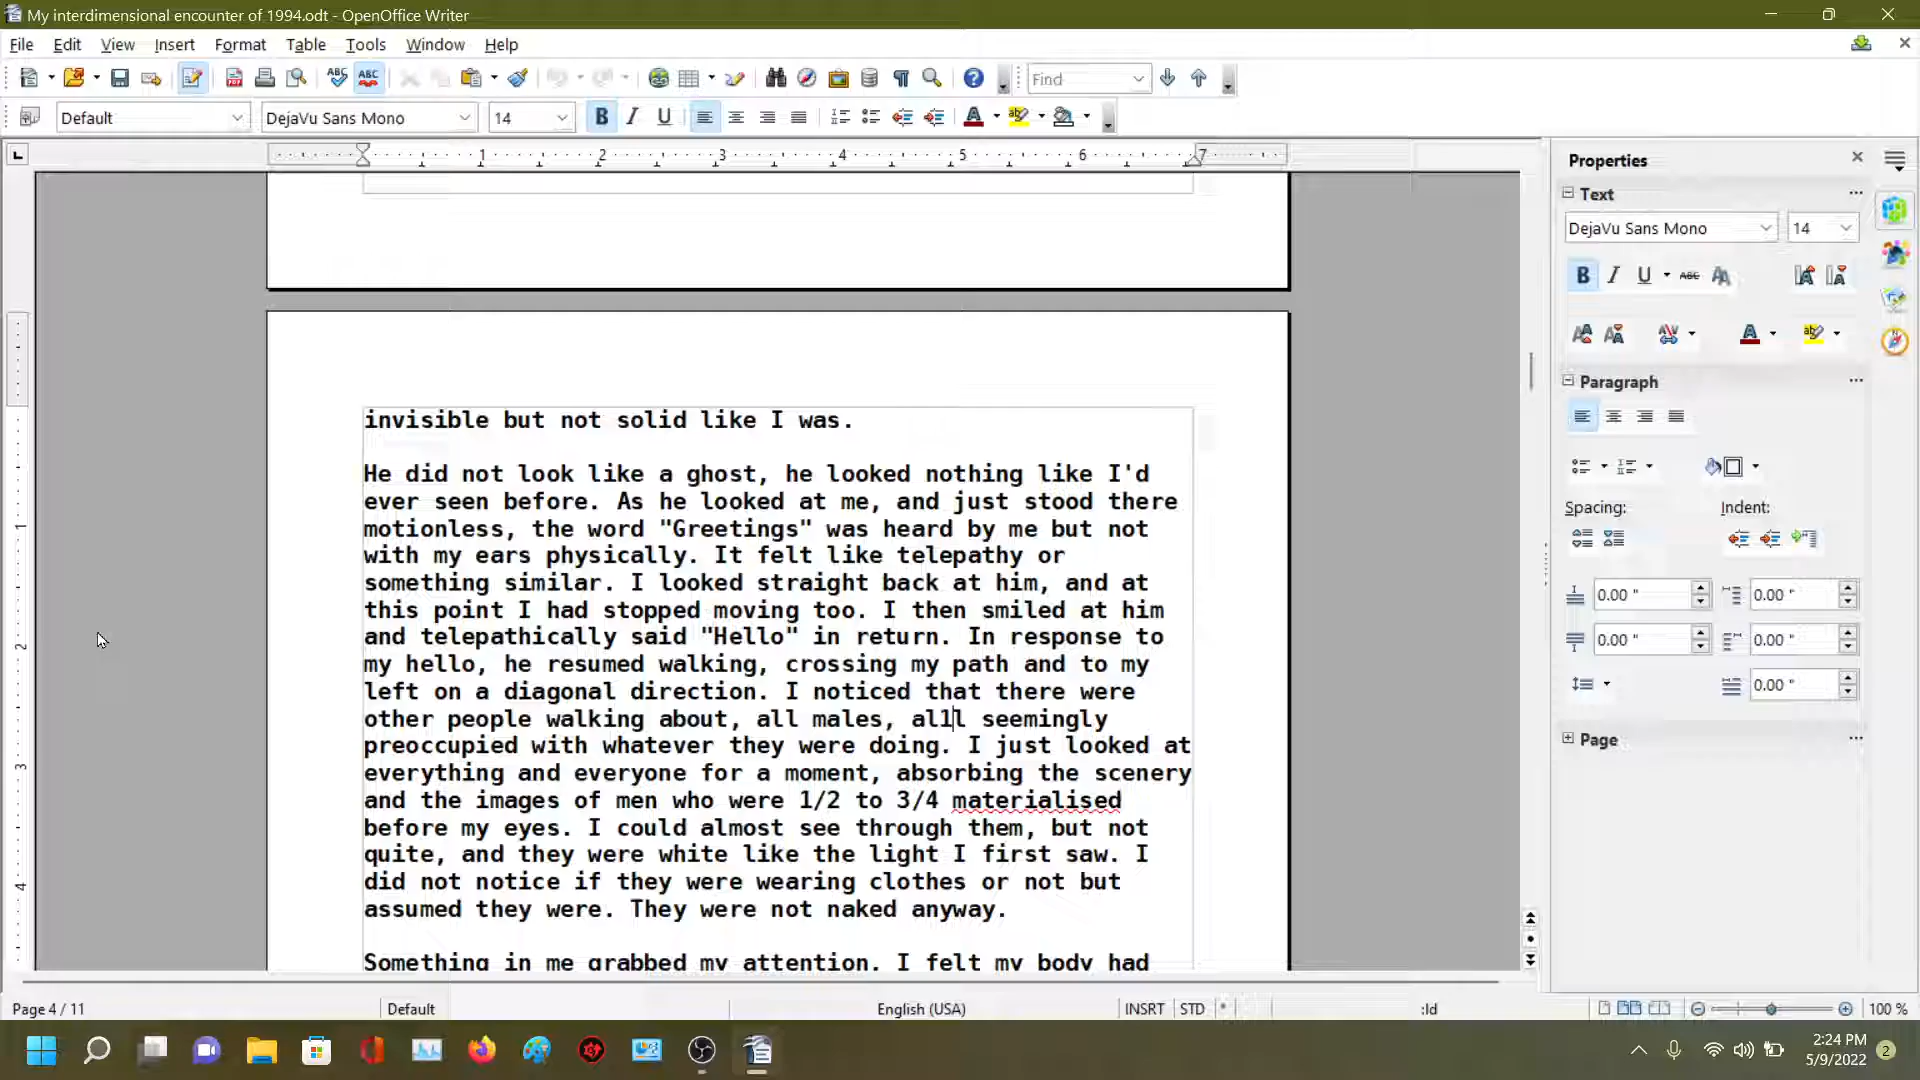 My interdimensional encounter of 1994.odt - OpenOffice Writer
File Edit View Insert Format Table Tools Window Help
Find
Default DejaVu Sans Mono 14
1 2 3 4 5 6 7
Properties
Text
DejaVu Sans Mono 14
Paragraph
Spacing: Indent:
0.00 " 0.00 "
0.00 " 0.00 "
0.00 "
Page
invisible but not solid like I was.
He did not look like a ghost, he looked nothing like I'd
ever seen before. As he looked at me, and just stood there
motionless, the word "Greetings" was heard by me but not
with my ears physically. It felt like telepathy or
something similar. I looked straight back at him, and at
this point I had stopped moving too. I then smiled at him
and telepathically said "Hello" in return. In response to
my hello, he resumed walking, crossing my path and to my
left on a diagonal direction. I noticed that there were
other people walking about, all males, all seemingly
preoccupied with whatever they were doing. I just looked at
everything and everyone for a moment, absorbing the scenery
and the images of men who were 1/2 to 3/4 materialised
before my eyes. I could almost see through them, but not
quite, and they were white like the light I first saw. I
did not notice if they were wearing clothes or not but
assumed they were. They were not naked anyway.
Something in me grabbed my attention. I felt my body had
Page 4 / 11 Default English (USA) INSRT STD * :ld 100 %
2:24 PM
5/9/2022
2